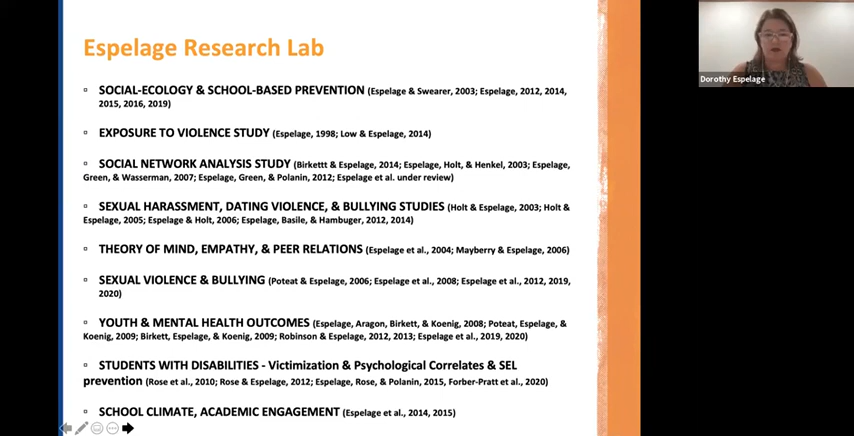 Espelage Research Lab
Dorothy Espelage
▫ SOCIAL-ECOLOGY & SCHOOL-BASED PREVENTION (Espelage & Swearer, 2003; Espelage, 2012, 2014,
2015, 2016, 2019)
▫ EXPOSURE TO VIOLENCE STUDY (Espelage, 1998; Low & Espelage, 2014)
▫ SOCIAL NETWORK ANALYSIS STUDY (Birkettt & Espelage, 2014; Espelage, Holt, & Henkel, 2003; Espelage,
Green, & Wasserman, 2007; Espelage, Green, & Polanin, 2012; Espelage et al. under review)
▫ SEXUAL HARASSMENT, DATING VIOLENCE, & BULLYING STUDIES (Holt & Espelage, 2003; Holt &
Espelage, 2005; Espelage & Holt, 2006; Espelage, Basile, & Hambuger, 2012, 2014)
▫ THEORY OF MIND, EMPATHY, & PEER RELATIONS (Espelage et al., 2004; Mayberry & Espelage, 2006)
▫ SEXUAL VIOLENCE & BULLYING (Poteat & Espelage, 2006; Espelage et al., 2008; Espelage et al., 2012, 2019,
2020)
▫ YOUTH & MENTAL HEALTH OUTCOMES (Espelage, Aragon, Birkett, & Koenig, 2008; Poteat, Espelage, &
Koenig, 2009; Birkett, Espelage, & Koenig, 2009; Robinson & Espelage, 2012, 2013; Espelage et al., 2019, 2020)
▫ STUDENTS WITH DISABILITIES - Victimization & Psychological Correlates & SEL
prevention (Rose et al., 2010; Rose & Espelage, 2012; Espelage, Rose, & Polanin, 2015, Forber-Pratt et al., 2020)
▫ SCHOOL CLIMATE, ACADEMIC ENGAGEMENT (Espelage et al., 2014, 2015)